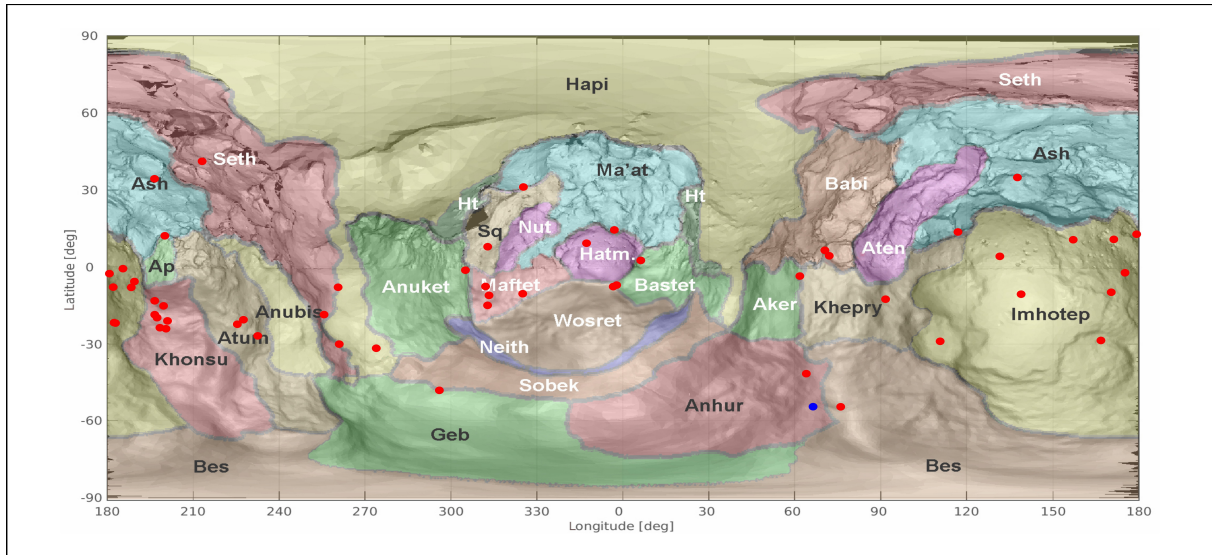 90
Hapi
Seth
60
Seth
Ma'at
Ash
Ash
Babi
30
Ht
Ht
Sq
Nut
Aten
Hatm.
Ap
0
Anuket
Maftet
Bastet
Aker
Khepry
Anubis
Wosret
Imhotep
Atum
-30
Khonsu
Neith
Sobek
Anhur
-60
Geb
Bes
Bes
-90
180 210 240 270 300 330 0 30 60 90 120 150 180
Latitude [deg]
Longitude [deg]